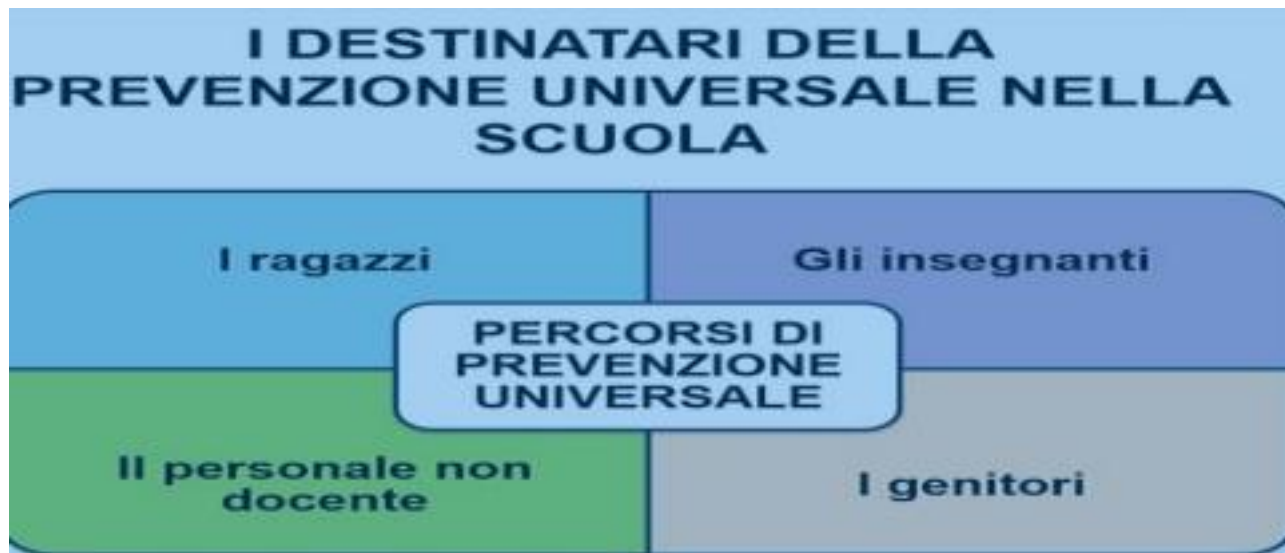 I DESTINATARI DELLA
PREVENZIONE UNIVERSALE NELLA
SCUOLA
I ragazzi
Gli insegnanti
PERCORSI DI
PREVENZIONE
UNIVERSALE
Il personale non
docente
I genitori